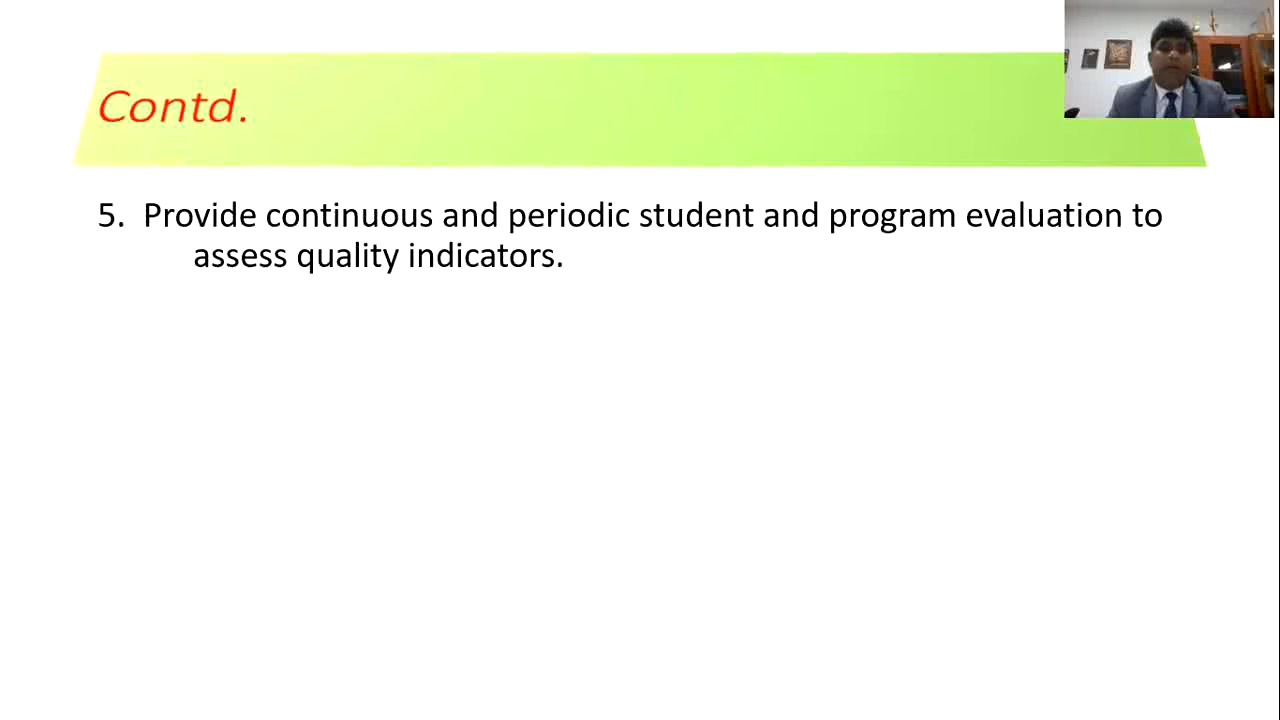 Contd.
5. Provide continuous and periodic student and program evaluation to
assess quality indicators.